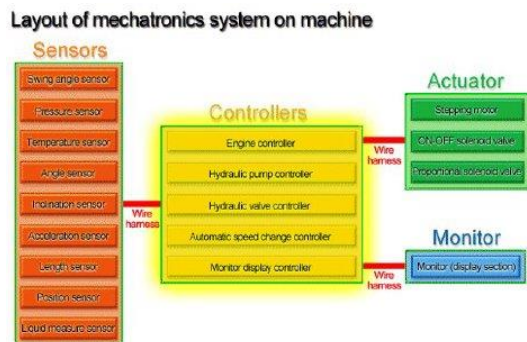 Layout of mechatronics system on machine
Sensors
Swing angle sensor
Pressure sensor
Temperature sensor
Angle sensor
Inclination sensor
Acceleration sensor
Length sensor
Position sensor
Liquid measure sensor
Wire
harness
Controllers
Engine controller
Hydraulic pump controller
Hydraulic valve controller
Automatic speed change controller
Monitor display controller
Wire
harness
Actuator
Stepping motor
ON-OFF solenoid valve
Proportional solenoid valve
Wire
harness
Monitor
Monitor (display section)